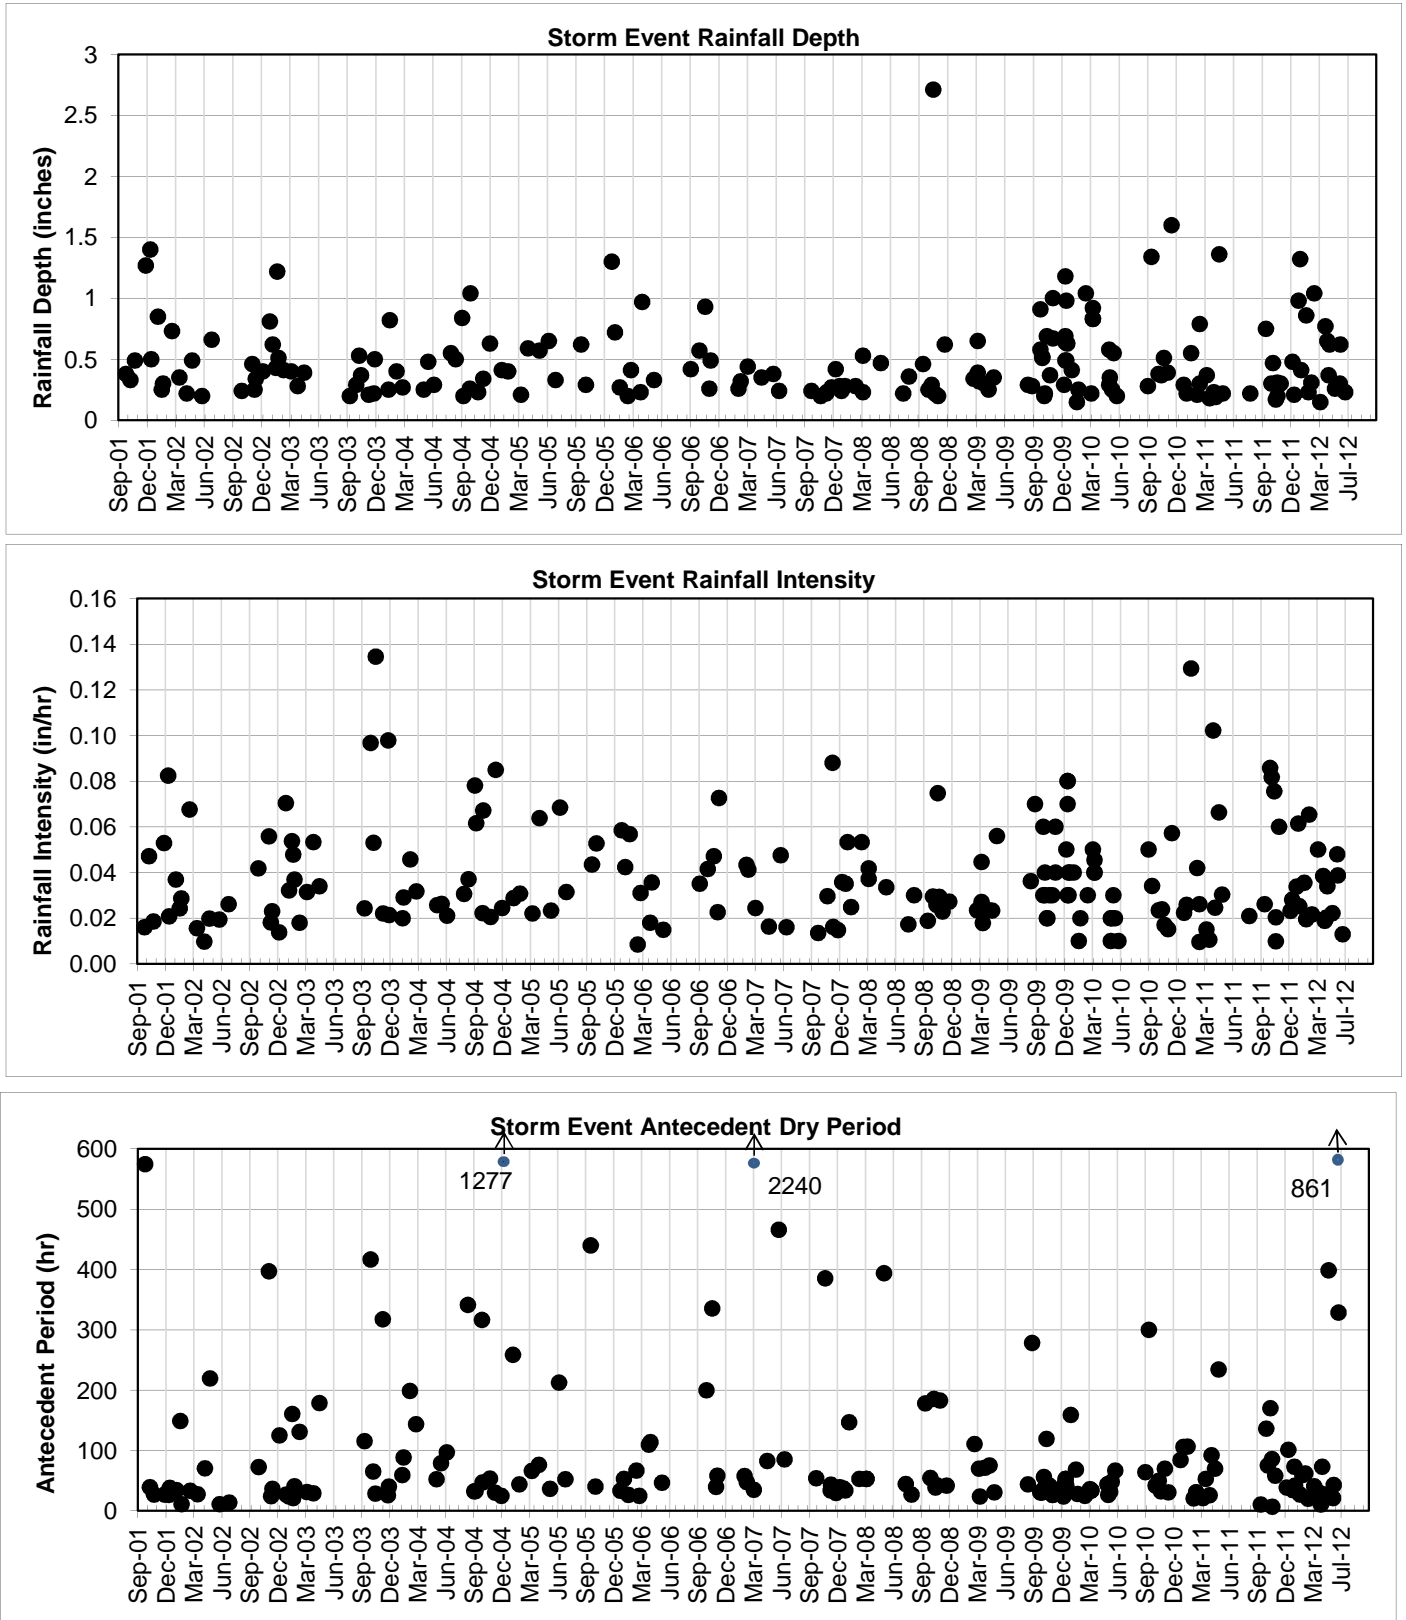 Storm Event Rainfall Depth
Rainfall Depth (inches)
3
2.5
2
1.5
1
0.5
0
Sep-01 Dec-01 Mar-02 Jun-02 Sep-02 Dec-02 Mar-03 Jun-03 Sep-03 Dec-03 Mar-04 Jun-04 Sep-04 Dec-04 Mar-05 Jun-05 Sep-05 Dec-05 Mar-06 Jun-06 Sep-06 Dec-06 Mar-07 Jun-07 Sep-07 Dec-07 Mar-08 Jun-08 Sep-08 Dec-08 Mar-09 Jun-09 Sep-09 Dec-09 Mar-10 Jun-10 Sep-10 Dec-10 Mar-11 Jun-11 Sep-11 Dec-11 Mar-12 Jul-12
Storm Event Rainfall Intensity
Rainfall Intensity (in/hr)
0.16
0.14
0.12
0.10
0.08
0.06
0.04
0.02
0.00
Sep-01 Dec-01 Mar-02 Jun-02 Sep-02 Dec-02 Mar-03 Jun-03 Sep-03 Dec-03 Mar-04 Jun-04 Sep-04 Dec-04 Mar-05 Jun-05 Sep-05 Dec-05 Mar-06 Jun-06 Sep-06 Dec-06 Mar-07 Jun-07 Sep-07 Dec-07 Mar-08 Jun-08 Sep-08 Dec-08 Mar-09 Jun-09 Sep-09 Dec-09 Mar-10 Jun-10 Sep-10 Dec-10 Mar-11 Jun-11 Sep-11 Dec-11 Mar-12 Jul-12
Storm Event Antecedent Dry Period
Antecedent Period (hr)
600
500
400
300
200
100
0
1277
2240
861
Sep-01 Dec-01 Mar-02 Jun-02 Sep-02 Dec-02 Mar-03 Jun-03 Sep-03 Dec-03 Mar-04 Jun-04 Sep-04 Dec-04 Mar-05 Jun-05 Sep-05 Dec-05 Mar-06 Jun-06 Sep-06 Dec-06 Mar-07 Jun-07 Sep-07 Dec-07 Mar-08 Jun-08 Sep-08 Dec-08 Mar-09 Jun-09 Sep-09 Dec-09 Mar-10 Jun-10 Sep-10 Dec-10 Mar-11 Jun-11 Sep-11 Dec-11 Mar-12 Jul-12